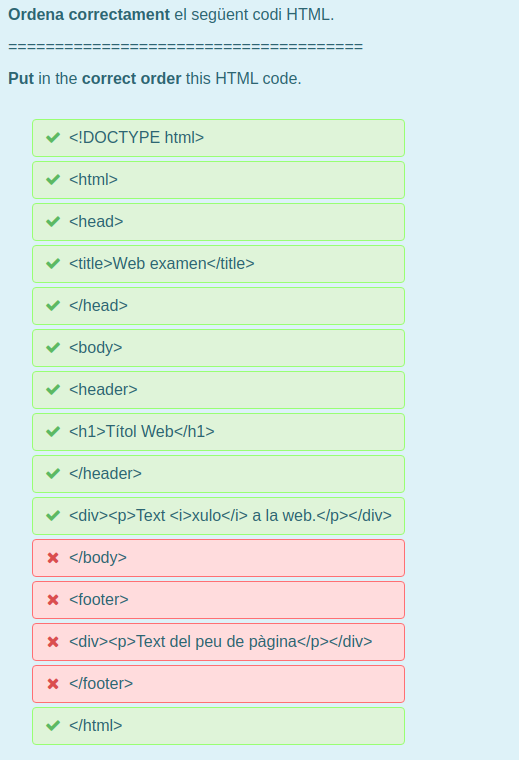 Ordena correctament el següent codi HTML.
======================================
Put in the correct order this HTML code.
<!DOCTYPE html>
<html>
<head>
<title>Web examen</title>
</head>
<body>
<header>
<h1>Títol Web</h1>
</header>
<div><p>Text <i>xulo</i> a la web.</p></div>
</body>
<footer>
<div><p>Text del peu de pàgina</p></div>
</footer>
</html>